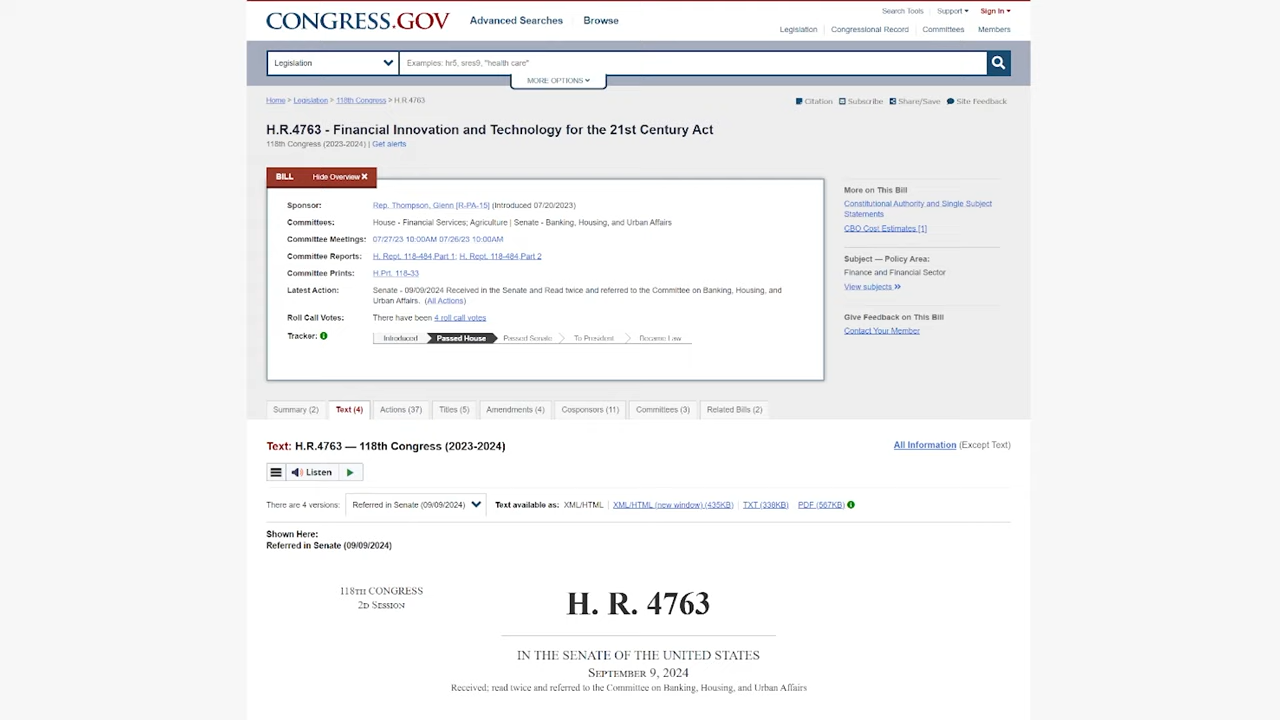 CONGRESS.GOV
Advanced Searches
Browse
Search Tools
Support
Sign In
Legislation
Congressional Record
Committees
Members
Legislation
Examples: hr5, sres9, "health care"
MORE OPTIONS
Home > Legislation > 118th Congress > H.R.4763
Citation
Subscribe
Share/Save
Site Feedback
H.R.4763 - Financial Innovation and Technology for the 21st Century Act
118th Congress (2023-2024) | Get alerts
BILL
Hide Overview X
Sponsor: Rep. Thompson, Glenn [R-PA-15] (Introduced 07/20/2023)
Committees: House - Financial Services; Agriculture | Senate - Banking, Housing, and Urban Affairs
Committee Meetings: 07/27/23 10:00AM 07/26/23 10:00AM
Committee Reports: H. Rept. 118-484,Part 1; H. Rept. 118-484,Part 2
Committee Prints: H.Prt. 118-33
Latest Action: Senate - 09/09/2024 Received in the Senate and Read twice and referred to the Committee on Banking, Housing, and
Urban Affairs. (All Actions)
Roll Call Votes: There have been 4 roll call votes
Tracker:
Introduced
Passed House
Passed Senate
To President
Became Law
More on This Bill
Constitutional Authority and Single Subject
Statements
CBO Cost Estimates [1]
Subject — Policy Area:
Finance and Financial Sector
View subjects »
Give Feedback on This Bill
Contact Your Member
Summary (2)
Text (4)
Actions (37)
Titles (5)
Amendments (4)
Cosponsors (11)
Committees (3)
Related Bills (2)
Text: H.R.4763 — 118th Congress (2023-2024)
All Information (Except Text)
Listen
There are 4 versions:
Referred in Senate (09/09/2024)
Text available as: XML/HTML | XML/HTML (new window) (435KB) | TXT (338KB) PDF (567KB)
Shown Here:
Referred in Senate (09/09/2024)
118TH CONGRESS
2D SESSION
H. R. 4763
IN THE SENATE OF THE UNITED STATES
SEPTEMBER 9, 2024
Received; read twice and referred to the Committee on Banking, Housing, and Urban Affairs